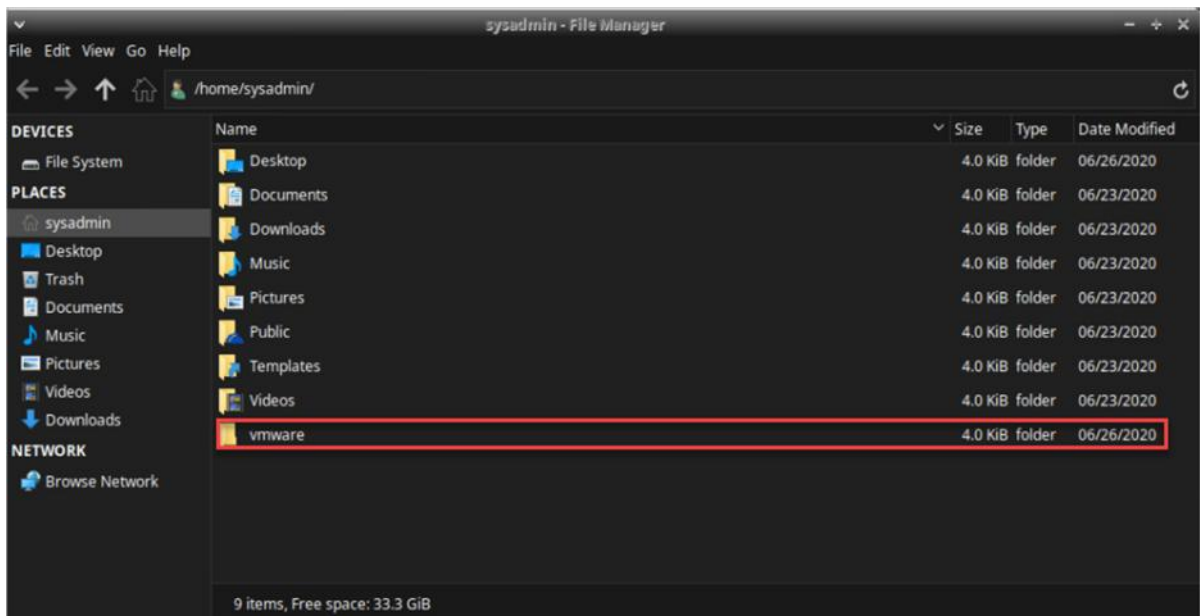 sysadmin - File Manager
File Edit View Go Help
/home/sysadmin/
DEVICES
File System
PLACES
sysadmin
Desktop
Trash
Documents
Music
Pictures
Videos
Downloads
NETWORK
Browse Network
Name Size Type Date Modified
Desktop 4.0 KiB folder 06/26/2020
Documents 4.0 KiB folder 06/23/2020
Downloads 4.0 KiB folder 06/23/2020
Music 4.0 KiB folder 06/23/2020
Pictures 4.0 KiB folder 06/23/2020
Public 4.0 KiB folder 06/23/2020
Templates 4.0 KiB folder 06/23/2020
Videos 4.0 KiB folder 06/23/2020
vmware 4.0 KiB folder 06/26/2020
9 items, Free space: 33.3 GiB